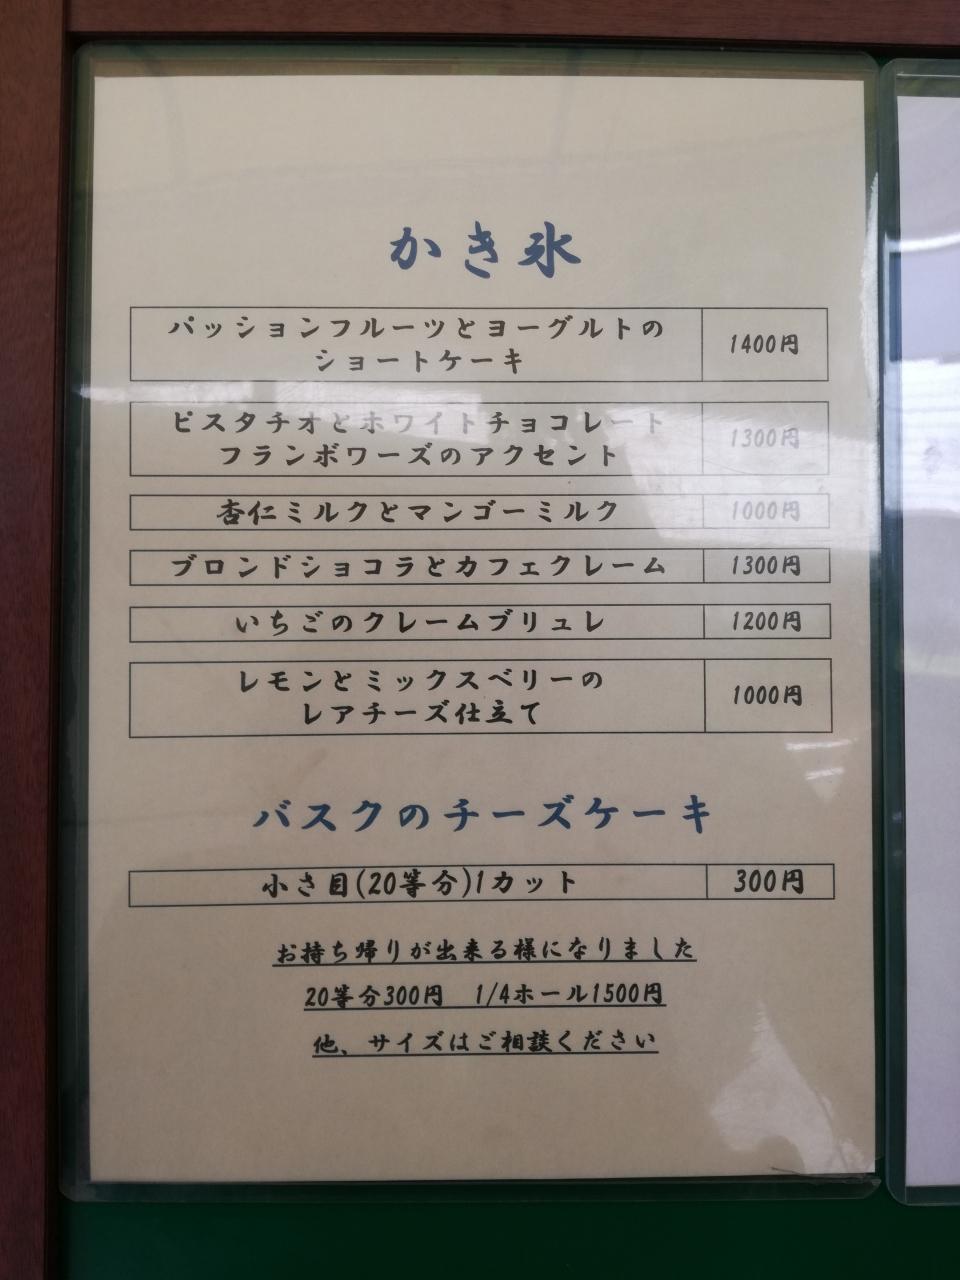 かき氷
パッションフルーツとヨーグルトの
ショートケーキ
1400円
ピスタチオとホワイトチョコレート
フランボワーズのアクセント
1300円
杏仁ミルクとマンゴーミルク
1000円
ブロンドショコラとカフェクレーム
1300円
いちごのクレームブリュレ
1200円
レモンとミックスベリーの
レアチーズ仕立て
1000円
バスクのチーズケーキ
小さ目(20等分)1カット
300円
お持ち帰りが出来る様になりました
20等分300円　1/4ホール1500円
他、サイズはご相談ください